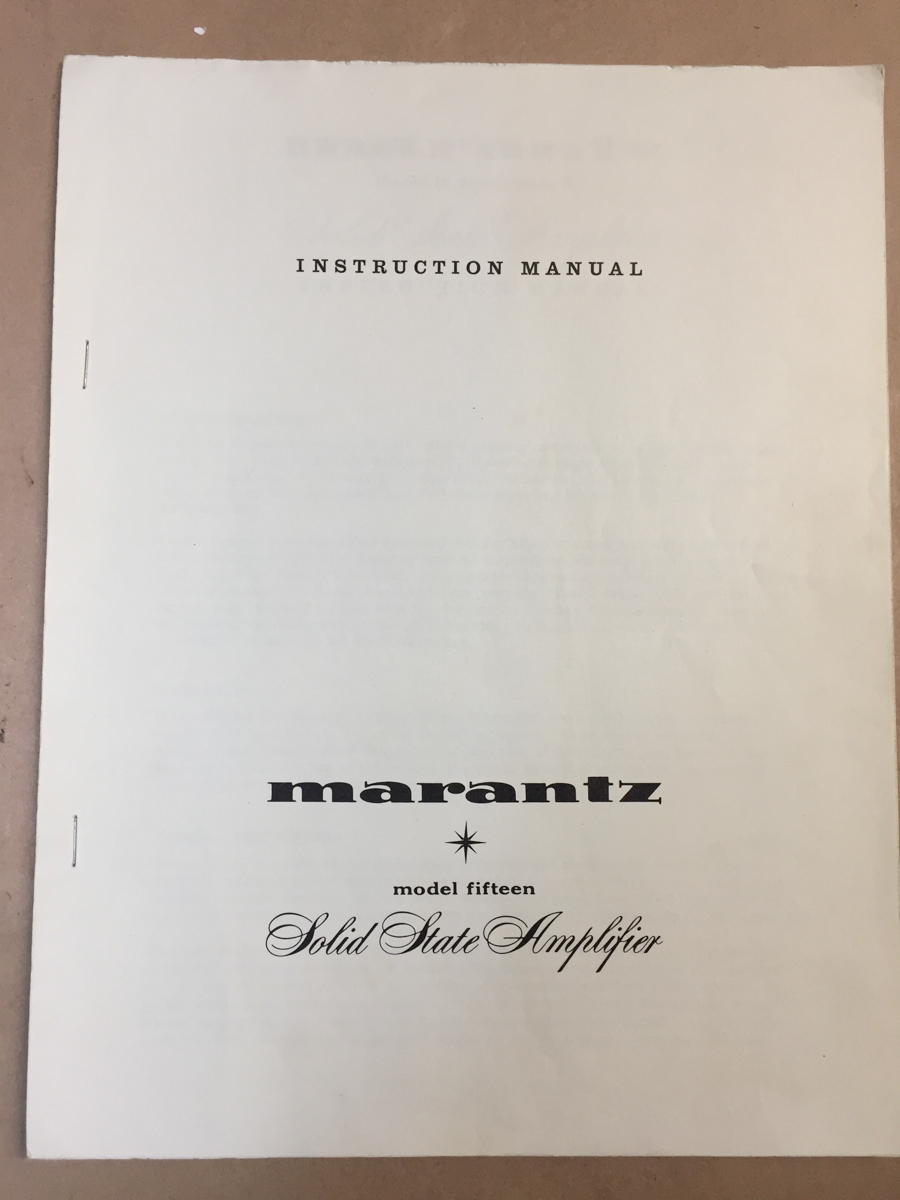 INSTRUCTION MANUAL
marantz
model fifteen
Solid State Amplifier